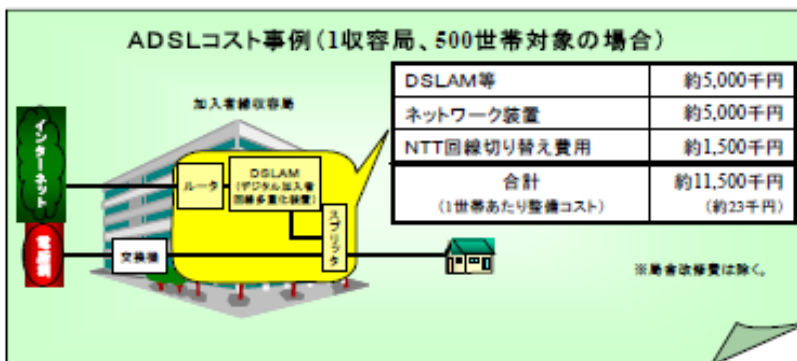 ADSLコスト事例(1収容局、500世帯対象の場合)
DSLAM等 約5,000千円
ネットワーク装置 約5,000千円
NTT回線切り替え費用 約1,500千円
合計 約11,500千円
(1世帯あたり整備コスト) (約23千円)
加入者線収容局
インターネット
ルータ
DSLAM
(デジタル加入者
回線多重化装置)
スプリッタ
電話網
交換機
※局舎改修費は除く。